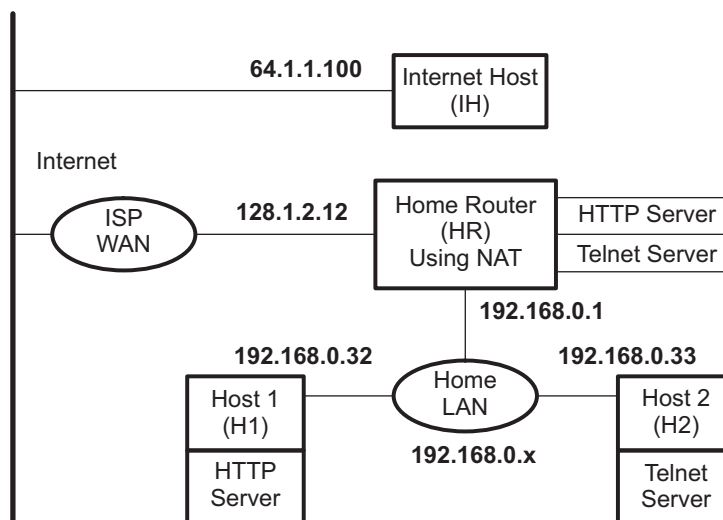 64.1.1.100
Internet Host
(IH)
Internet
ISP
WAN
128.1.2.12
Home Router
(HR)
Using NAT
HTTP Server
Telnet Server
192.168.0.1
192.168.0.32
192.168.0.33
Host 1
(H1)
HTTP
Server
Home
LAN
192.168.0.x
Host 2
(H2)
Telnet
Server